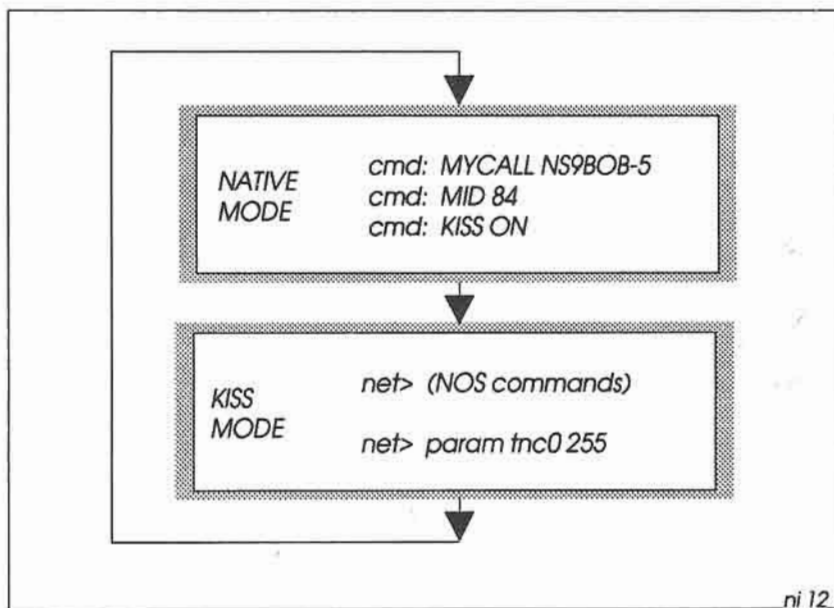 NATIVE MODE
cmd: MYCALL NS9BOB-5
cmd: MID 84
cmd: KISS ON
KISS MODE
net> (NOS commands)
net> param tnc0 255
ni 12